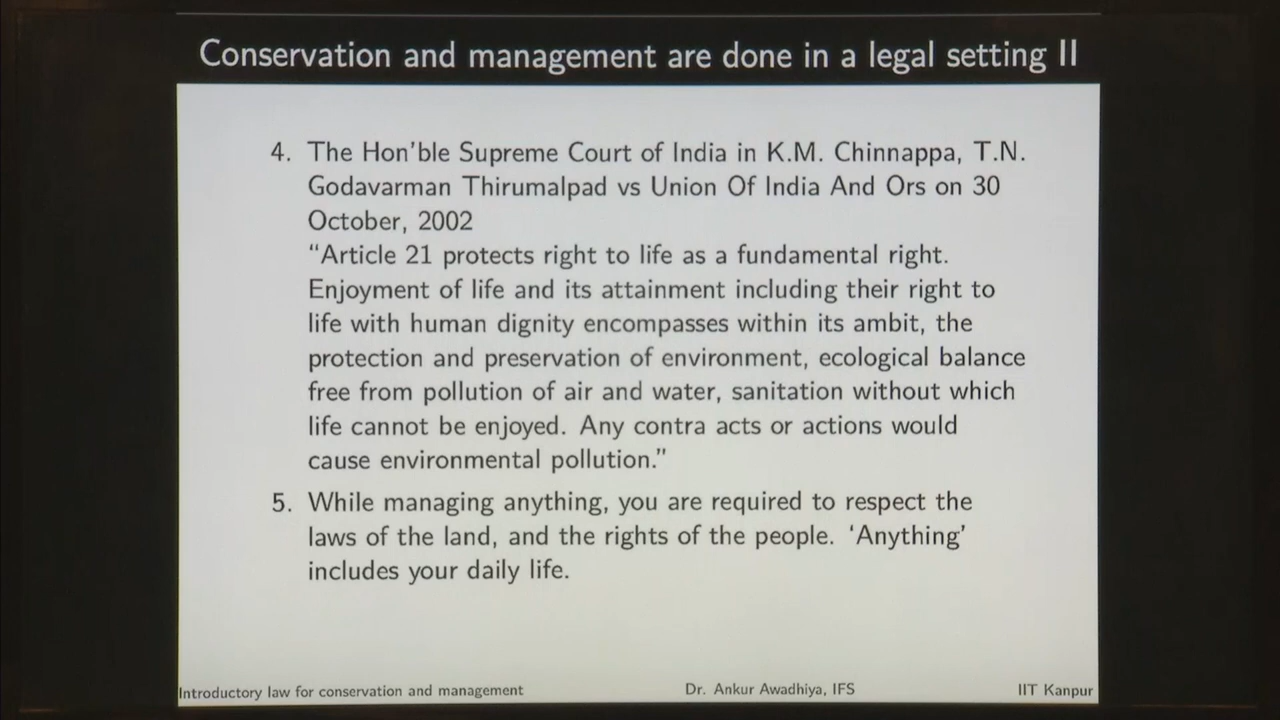 Conservation and management are done in a legal setting II
4. The Hon'ble Supreme Court of India in K.M. Chinnappa, T.N.
Godavarman Thirumalpad vs Union Of India And Ors on 30
October, 2002
“Article 21 protects right to life as a fundamental right.
Enjoyment of life and its attainment including their right to
life with human dignity encompasses within its ambit, the
protection and preservation of environment, ecological balance
free from pollution of air and water, sanitation without which
life cannot be enjoyed. Any contra acts or actions would
cause environmental pollution.”
5. While managing anything, you are required to respect the
laws of the land, and the rights of the people. ‘Anything’
includes your daily life.
Introductory law for conservation and management Dr. Ankur Awadhiya, IFS IIT Kanpur